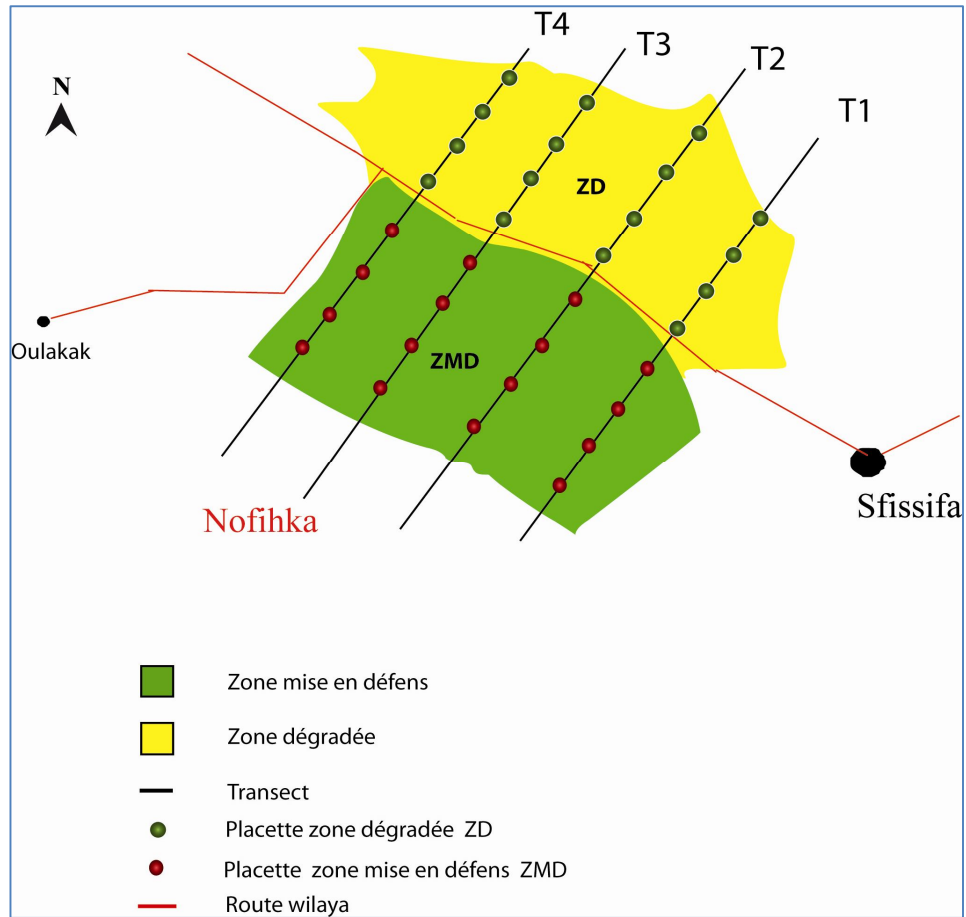 T4
T3
T2
T1
N
ZD
Oulakak
ZMD
Nofihka
Sfissifa
Zone mise en défens
Zone dégradée
Transect
Placette zone dégradée ZD
Placette zone mise en défens ZMD
Route wilaya